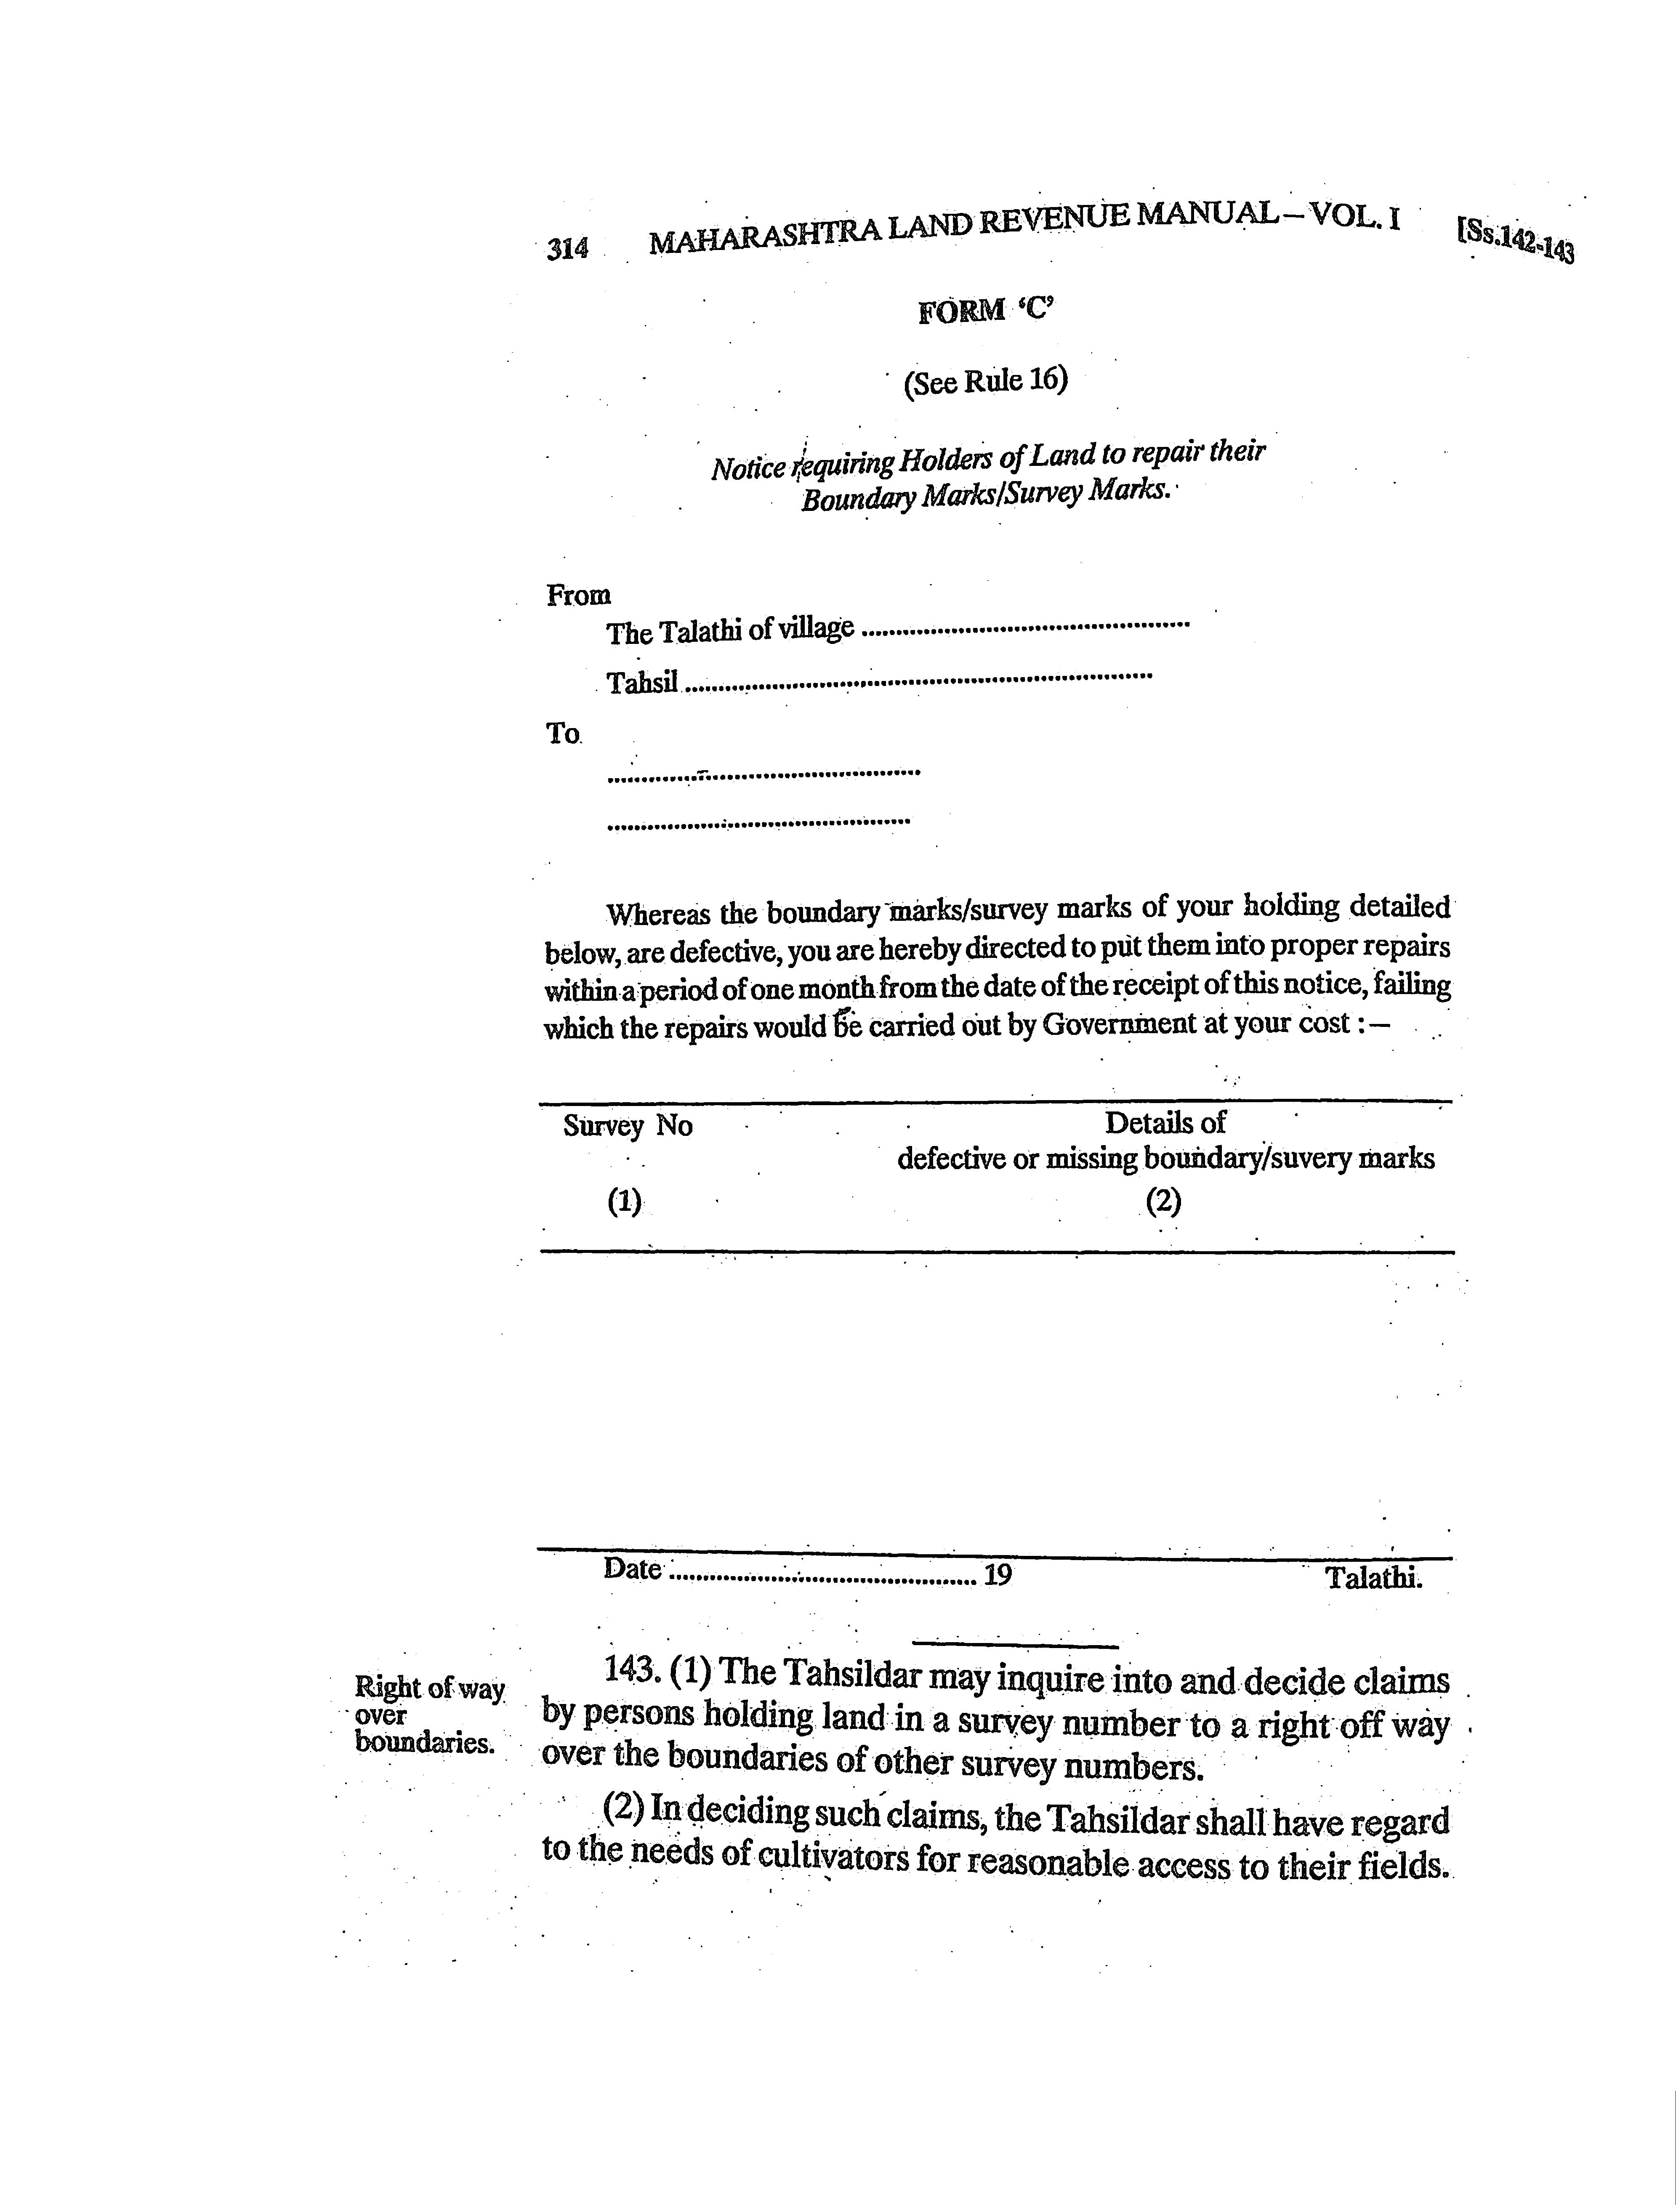 314 MAHARASHTRA LAND REVENUE MANUAL – VOL. I [Ss.142-143
FORM ‘C’
(See Rule 16)
Notice requiring Holders of Land to repair their
Boundary Marks/Survey Marks.
From
The Talathi of village ................................................
Tahsil ......................................................................
To
..............................................
.............................................
Whereas the boundary marks/survey marks of your holding detailed
below, are defective, you are hereby directed to put them into proper repairs
within a period of one month from the date of the receipt of this notice, failing
which the repairs would be carried out by Government at your cost :—
Survey No Details of
defective or missing boundary/suvery marks
(1) (2)
Date .............................................. 19 Talathi.
Right of way
over
boundaries.
143. (1) The Tahsildar may inquire into and decide claims
by persons holding land in a survey number to a right off way
over the boundaries of other survey numbers.
(2) In deciding such claims, the Tahsildar shall have regard
to the needs of cultivators for reasonable access to their fields.